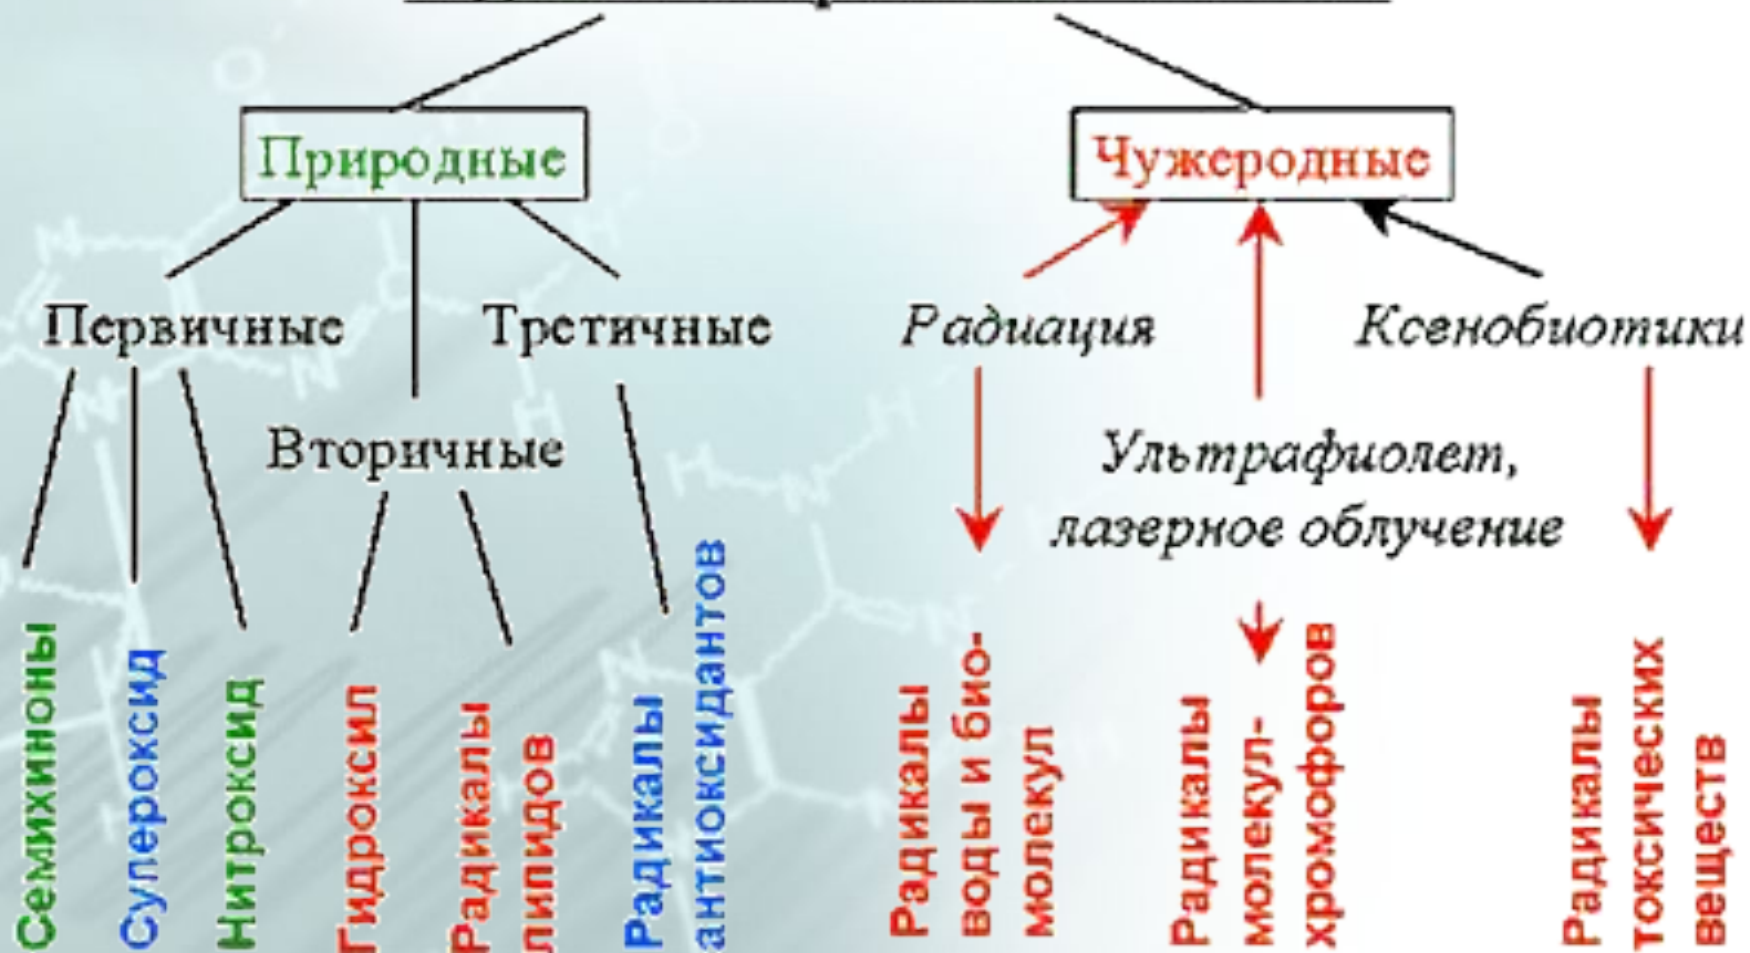 Природные
Чужеродные
Первичные
Третичные
Радиация
Ксенобиотики
Вторичные
Ультрафиолет,
лазерное облучение
Семихиноны
Супероксид
Нитроксид
Гидроксил
Радикалы
липидов
Радикалы
антиоксидантов
Радикалы
воды и био-
молекул
Радикалы
молекул-
хромофоров
Радикалы
токсических
веществ